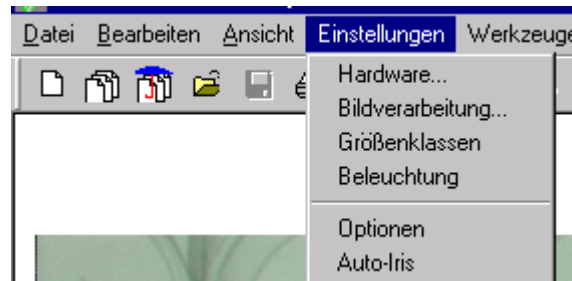 Datei Bearbeiten Ansicht Einstellungen Werkzeuge
Hardware...
Bildverarbeitung...
Größenklassen
Beleuchtung
Optionen
Auto-Iris